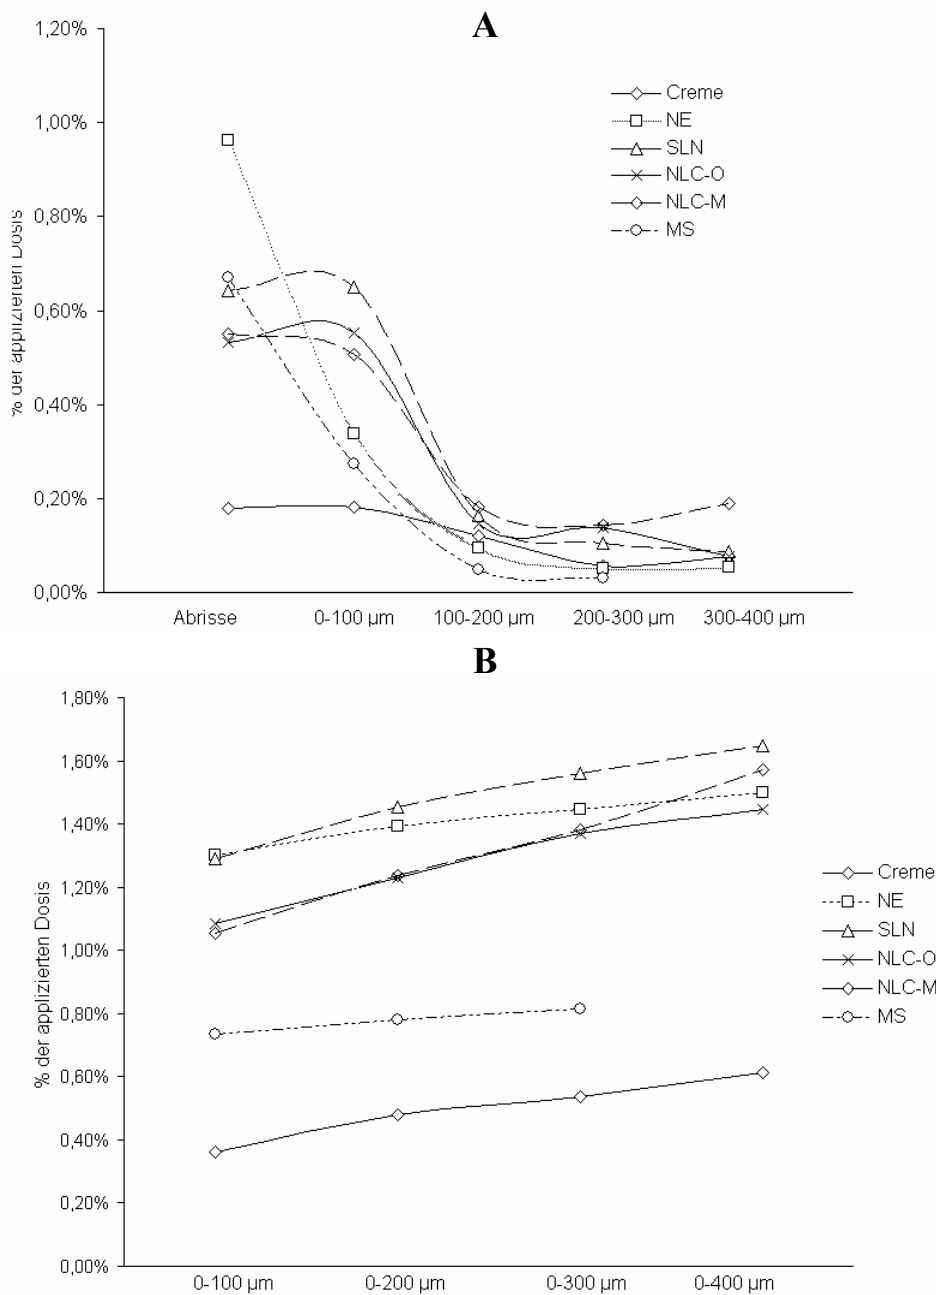 A
1,20%
1,00%
0,80%
0,60%
0,40%
0,20%
0,00%
% der applizierten Dosis
Creme
NE
SLN
NLC-O
NLC-M
MS
Abrisse 0-100 µm 100-200 µm 200-300 µm 300-400 µm
B
1,80%
1,60%
1,40%
1,20%
1,00%
0,80%
0,60%
0,40%
0,20%
0,00%
% der applizierten Dosis
Creme
NE
SLN
NLC-O
NLC-M
MS
0-100 µm 0-200 µm 0-300 µm 0-400 µm